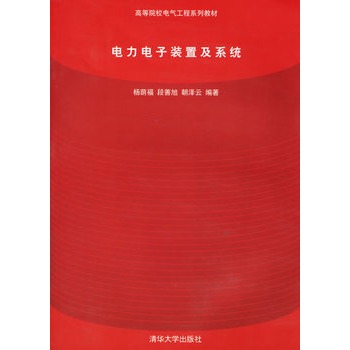 高等院校电气工程系列教材
电力电子装置及系统
杨荫福 段善旭 朝泽云 编著
清华大学出版社